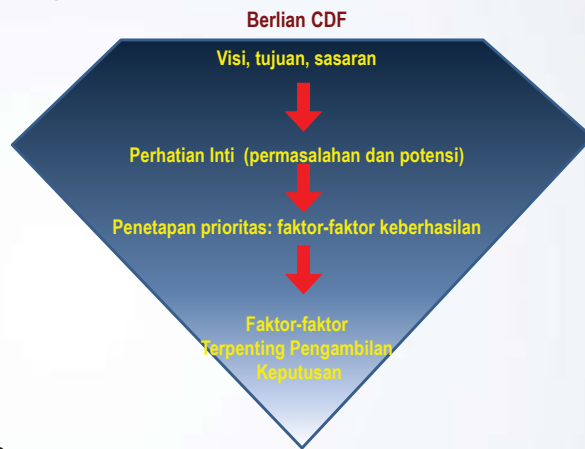 Berlian CDF
Visi, tujuan, sasaran
Perhatian Inti (permasalahan dan potensi)
Penetapan prioritas: faktor-faktor keberhasilan
Faktor-faktor
Terpenting Pengambilan
Keputusan